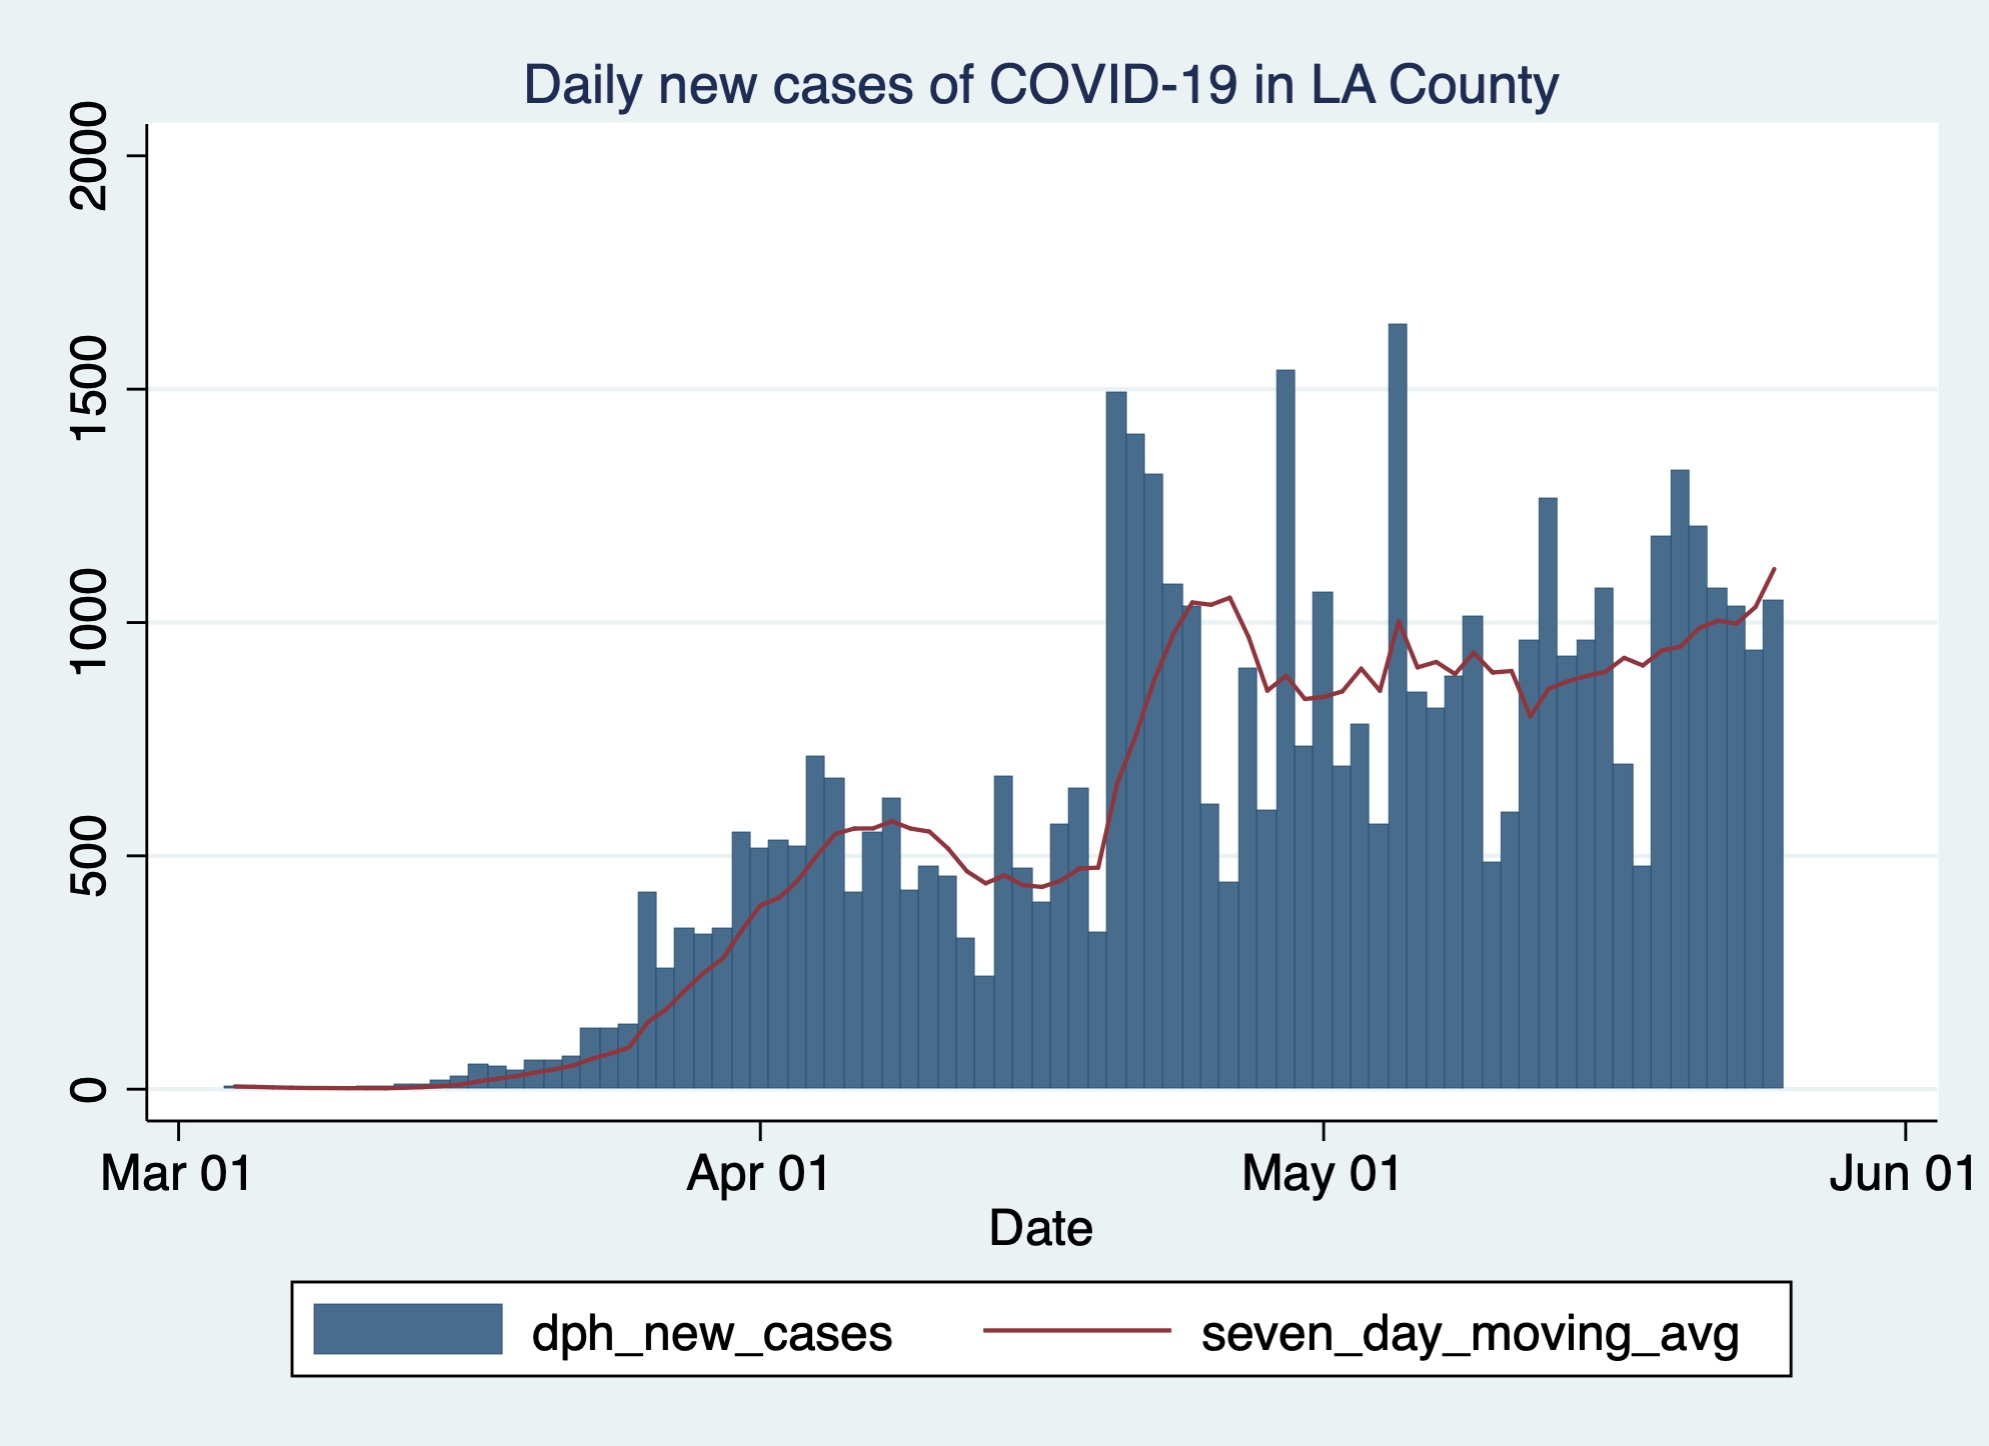 Daily new cases of COVID-19 in LA County
2000
1500
1000
500
0
Mar 01 Apr 01 May 01 Jun 01
Date
dph_new_cases seven_day_moving_avg